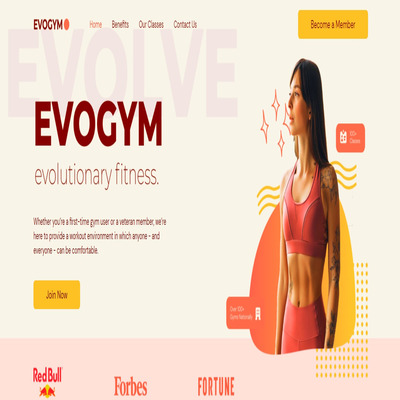 EVOGYM
Home Benefits Our Classes Contact Us
Become a Member
EVOLVE
EVOGYM
evolutionary fitness.
100+
Classes
Whether you're a first-time gym user or a veteran member, we're
here to provide a workout environment in which anyone - and
everyone - can be comfortable.
Join Now
Over 100+
Gyms Nationally
Red Bull
Forbes
FORTUNE